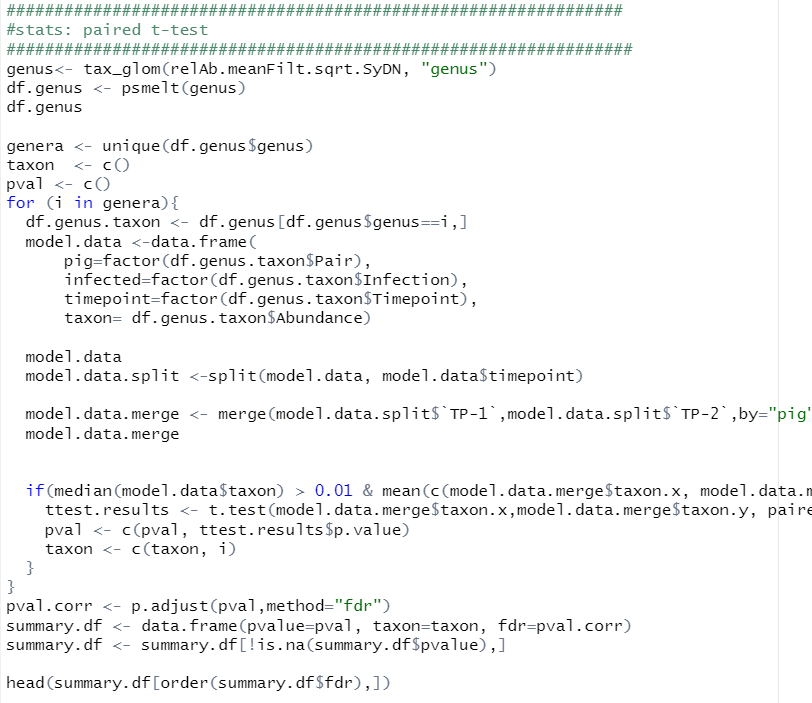 ################################################################
#stats: paired t-test
#################################################################
genus<- tax_glom(relAb.meanFilt.sqrt.SyDN, "genus")
df.genus <- psmelt(genus)
df.genus
genera <- unique(df.genus$genus)
taxon  <- c()
pval <- c()
for (i in genera){
  df.genus.taxon <- df.genus[df.genus$genus==i,]
  model.data <-data.frame(
      pig=factor(df.genus.taxon$Pair),
      infected=factor(df.genus.taxon$Infection),
      timepoint=factor(df.genus.taxon$Timepoint),
      taxon= df.genus.taxon$Abundance)
  model.data
  model.data.split <-split(model.data, model.data$timepoint)
  model.data.merge <- merge(model.data.split$`TP-1`,model.data.split$`TP-2`,by="pig"
  model.data.merge
  if(median(model.data$taxon) > 0.01 & mean(c(model.data.merge$taxon.x, model.data.m
    ttest.results <- t.test(model.data.merge$taxon.x,model.data.merge$taxon.y, paire
    pval <- c(pval, ttest.results$p.value)
    taxon <- c(taxon, i)
  }
}
pval.corr <- p.adjust(pval,method="fdr")
summary.df <- data.frame(pvalue=pval, taxon=taxon, fdr=pval.corr)
summary.df <- summary.df[!is.na(summary.df$pvalue),]
head(summary.df[order(summary.df$fdr),])